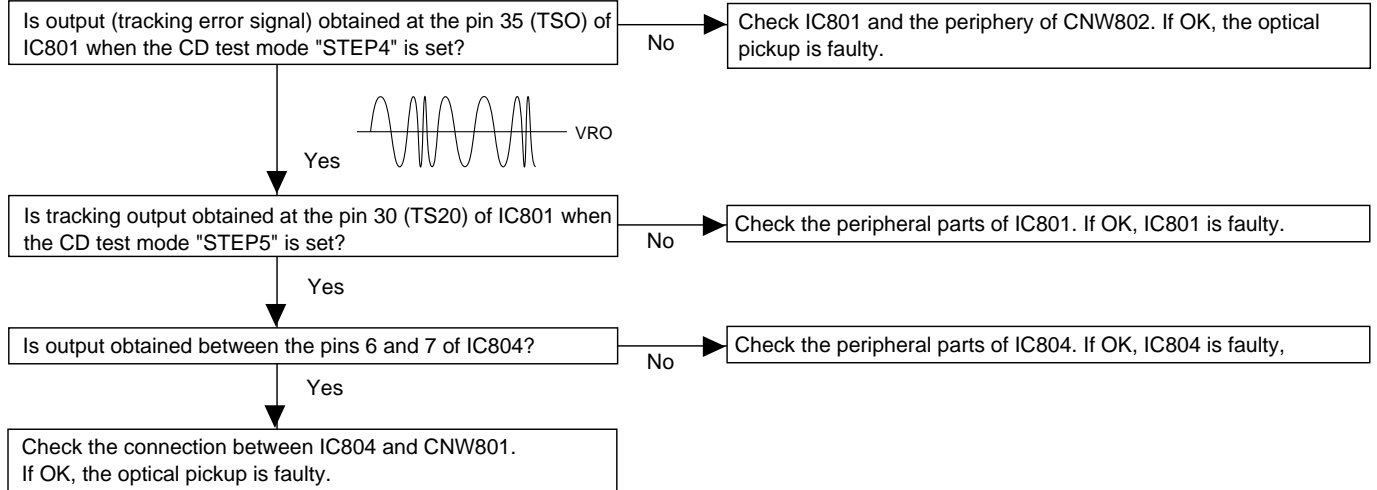 Is output (tracking error signal) obtained at the pin 35 (TSO) of
IC801 when the CD test mode "STEP4" is set?
No
Check IC801 and the periphery of CNW802. If OK, the optical
pickup is faulty.
VRO
Yes
Is tracking output obtained at the pin 30 (TS20) of IC801 when
the CD test mode "STEP5" is set?
No
Check the peripheral parts of IC801. If OK, IC801 is faulty.
Yes
Is output obtained between the pins 6 and 7 of IC804?
No
Check the peripheral parts of IC804. If OK, IC804 is faulty,
Yes
Check the connection between IC804 and CNW801.
If OK, the optical pickup is faulty.